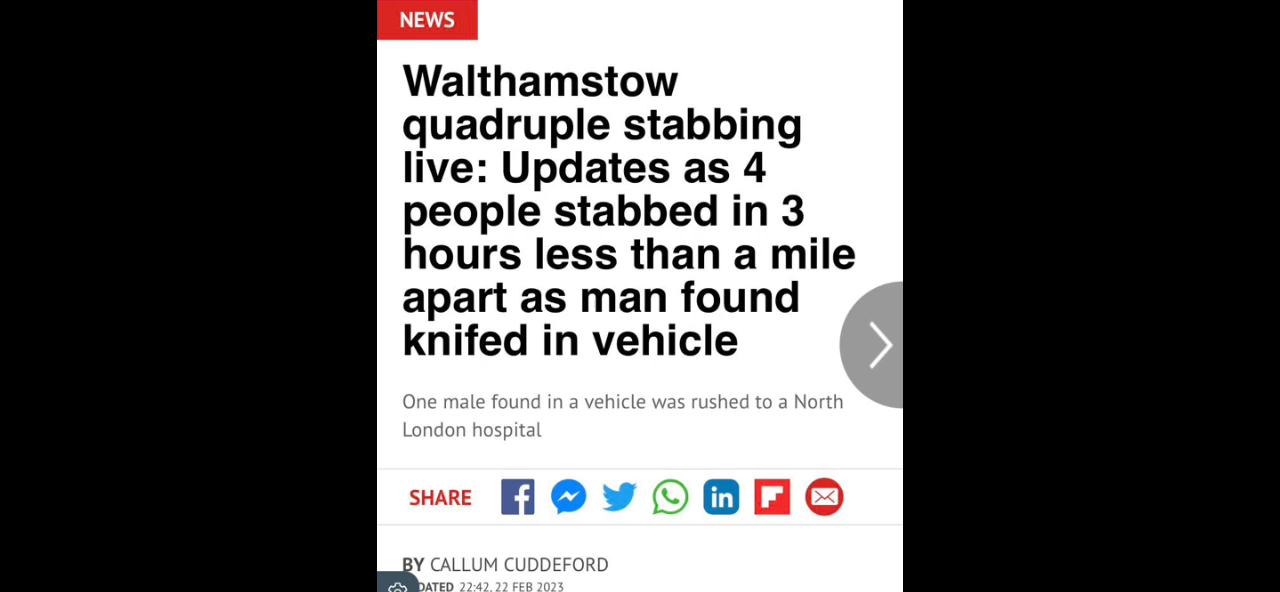 NEWS
Walthamstow
quadruple stabbing
live: Updates as 4
people stabbed in 3
hours less than a mile
apart as man found
knifed in vehicle
One male found in a vehicle was rushed to a North
London hospital
SHARE
BY CALLUM CUDDEFORD
DATED 22:42, 22 FEB 2023